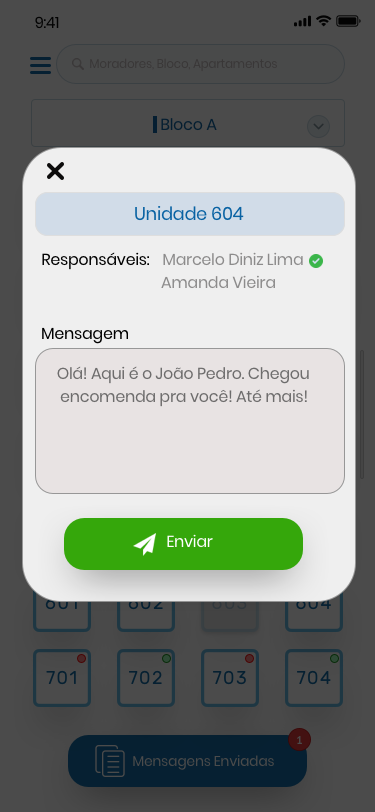 9:41
Moradores, Bloco, Apartamentos
Bloco A
Unidade 604
Responsáveis: Marcelo Diniz Lima
Amanda Vieira
Mensagem
Olá! Aqui é o João Pedro. Chegou
encomenda pra você! Até mais!
Enviar
601 602 603 604
701 702 703 704
1
Mensagens Enviadas